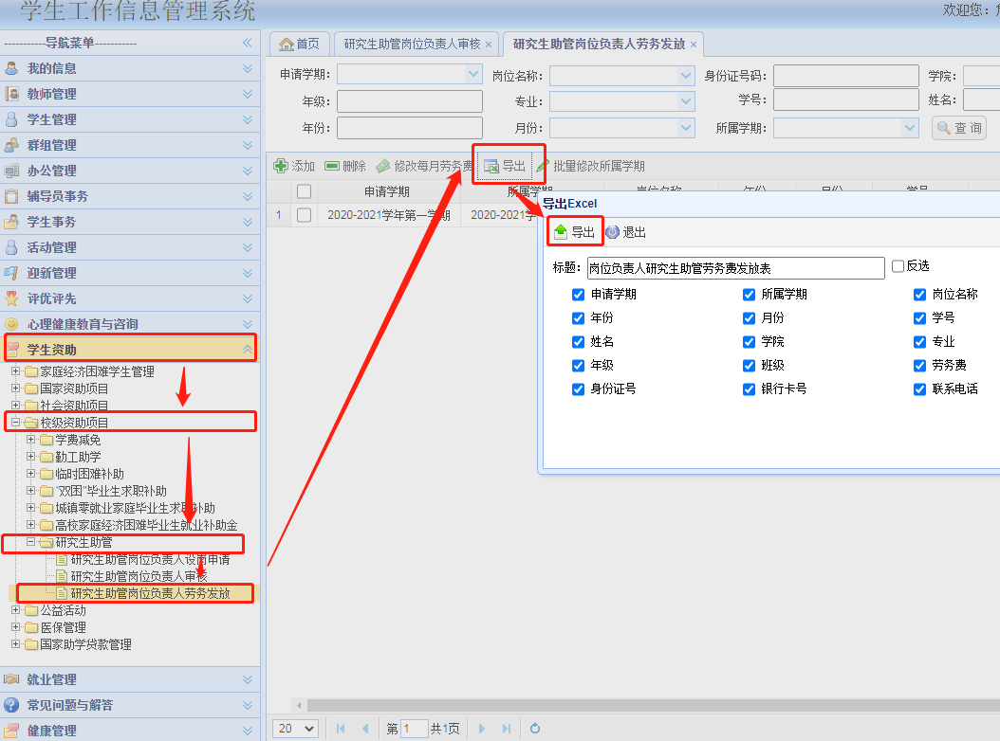 学生工作信息管理系统
欢迎您：
-----------导航菜单-----------
我的信息
教师管理
学生管理
群组管理
办公管理
辅导员事务
学生事务
活动管理
迎新管理
评优评先
心理健康教育与咨询
学生资助
家庭经济困难学生管理
国家资助项目
社会资助项目
校级资助项目
学费减免
勤工助学
临时困难补助
"双困"毕业生求职补助
城镇零就业家庭毕业生求职补助
高校家庭经济困难毕业生就业补助金
研究生助管
研究生助管岗位负责人设岗申请
研究生助管岗位负责人审核
研究生助管岗位负责人劳务发放
公益活动
医保管理
国家助学贷款管理
就业管理
常见问题与解答
健康管理
首页 研究生助管岗位负责人审核 × 研究生助管岗位负责人劳务发放 ×
申请学期： 岗位名称： 身份证号码： 学院：
年级： 专业： 学号： 姓名：
年份： 月份： 所属学期： 查 询
添加 删除 修改每月劳务费 导出 批量修改所属学期
申请学期 所属学期 岗位名称 年份 月份 学号
1 2020-2021学年第一学期 2020-2021学
导出Excel
导出 退出
标题： 岗位负责人研究生助管劳务费发放表 反选
申请学期 所属学期 岗位名称
年份 月份 学号
姓名 学院 专业
年级 班级 劳务费
身份证号 银行卡号 联系电话
20 第 1 共1页